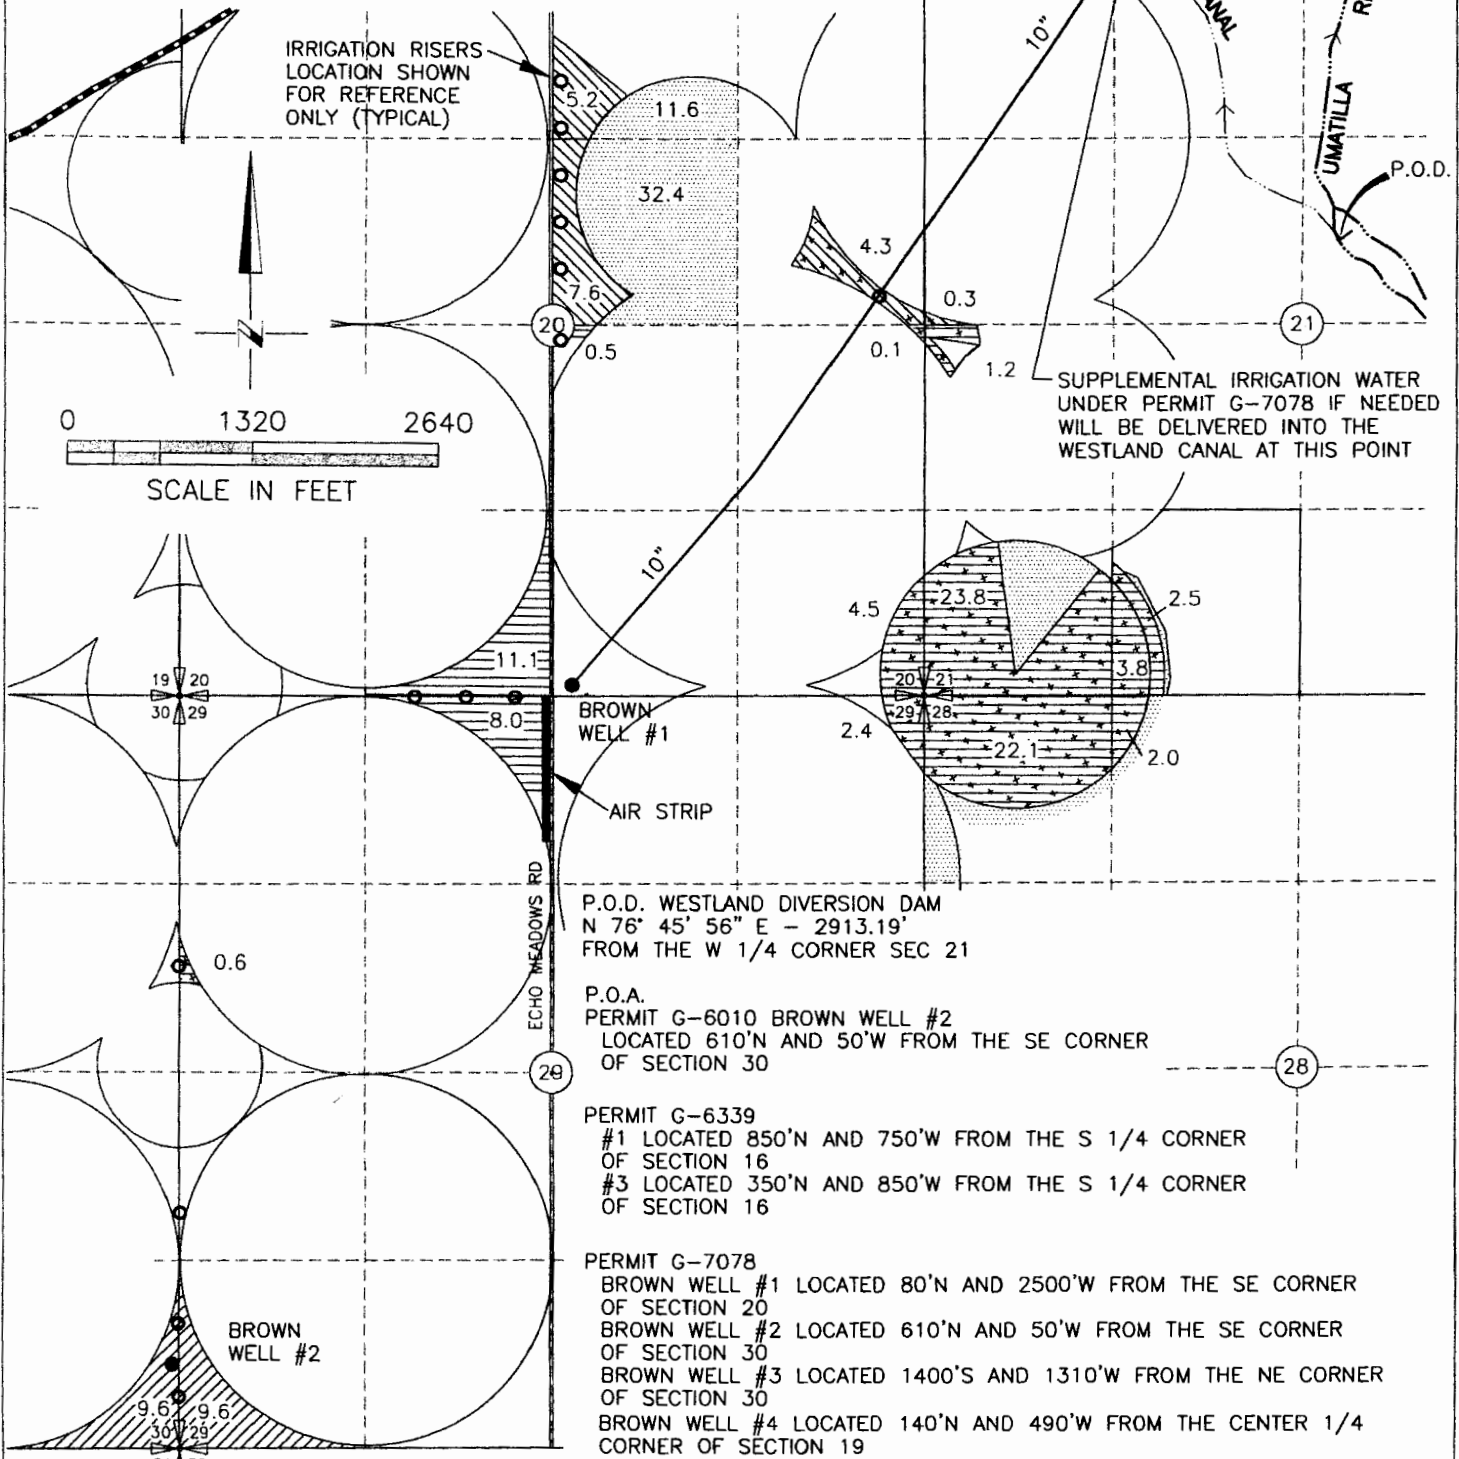 IRRIGATION RISERS
LOCATION SHOWN
FOR REFERENCE
ONLY (TYPICAL)
10"
UMATILLA
P.O.D.
5.2
11.6
32.4
7.6
0.5
4.3
0.3
0.1
1.2
20
21
N
0 1320 2640
SCALE IN FEET
SUPPLEMENTAL IRRIGATION WATER
UNDER PERMIT G-7078 IF NEEDED
WILL BE DELIVERED INTO THE
WESTLAND CANAL AT THIS POINT
10"
4.5
23.8
2.5
3.8
11.1
19 20
30 29
8.0
BROWN
WELL #1
20 21
29 28
2.4
22.1
2.0
AIR STRIP
ECHO MEADOWS RD
0.6
P.O.D. WESTLAND DIVERSION DAM
N 76° 45' 56" E - 2913.19'
FROM THE W 1/4 CORNER SEC 21
P.O.A.
PERMIT G-6010 BROWN WELL #2
LOCATED 610'N AND 50'W FROM THE SE CORNER
OF SECTION 30
29
28
PERMIT G-6339
#1 LOCATED 850'N AND 750'W FROM THE S 1/4 CORNER
OF SECTION 16
#3 LOCATED 350'N AND 850'W FROM THE S 1/4 CORNER
OF SECTION 16
PERMIT G-7078
BROWN WELL #1 LOCATED 80'N AND 2500'W FROM THE SE CORNER
OF SECTION 20
BROWN WELL #2 LOCATED 610'N AND 50'W FROM THE SE CORNER
OF SECTION 30
BROWN WELL #3 LOCATED 1400'S AND 1310'W FROM THE NE CORNER
OF SECTION 30
BROWN WELL #4 LOCATED 140'N AND 490'W FROM THE CENTER 1/4
CORNER OF SECTION 19
BROWN
WELL #2
9.6 9.6
30 29